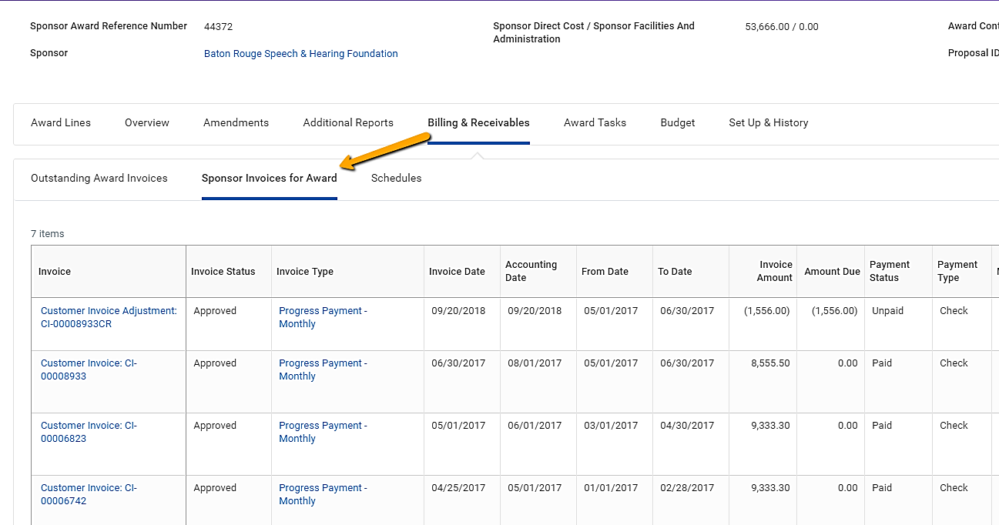 Sponsor Award Reference Number 44372 Sponsor Direct Cost / Sponsor Facilities And Administration 53,666.00 / 0.00 Award Cont
Sponsor Baton Rouge Speech & Hearing Foundation Proposal ID
Award Lines Overview Amendments Additional Reports Billing & Receivables Award Tasks Budget Set Up & History
Outstanding Award Invoices Sponsor Invoices for Award Schedules
7 items
Invoice Invoice Status Invoice Type Invoice Date Accounting Date From Date To Date Invoice Amount Amount Due Payment Status Payment Type
Customer Invoice Adjustment: CI-00008933CR Approved Progress Payment - Monthly 09/20/2018 09/20/2018 05/01/2017 06/30/2017 (1,556.00) (1,556.00) Unpaid Check
Customer Invoice: CI-00008933 Approved Progress Payment - Monthly 06/30/2017 08/01/2017 05/01/2017 06/30/2017 8,555.50 0.00 Paid Check
Customer Invoice: CI-00006823 Approved Progress Payment - Monthly 05/01/2017 06/01/2017 03/01/2017 04/30/2017 9,333.30 0.00 Paid Check
Customer Invoice: CI-00006742 Approved Progress Payment - Monthly 04/25/2017 05/01/2017 01/01/2017 02/28/2017 9,333.30 0.00 Paid Check